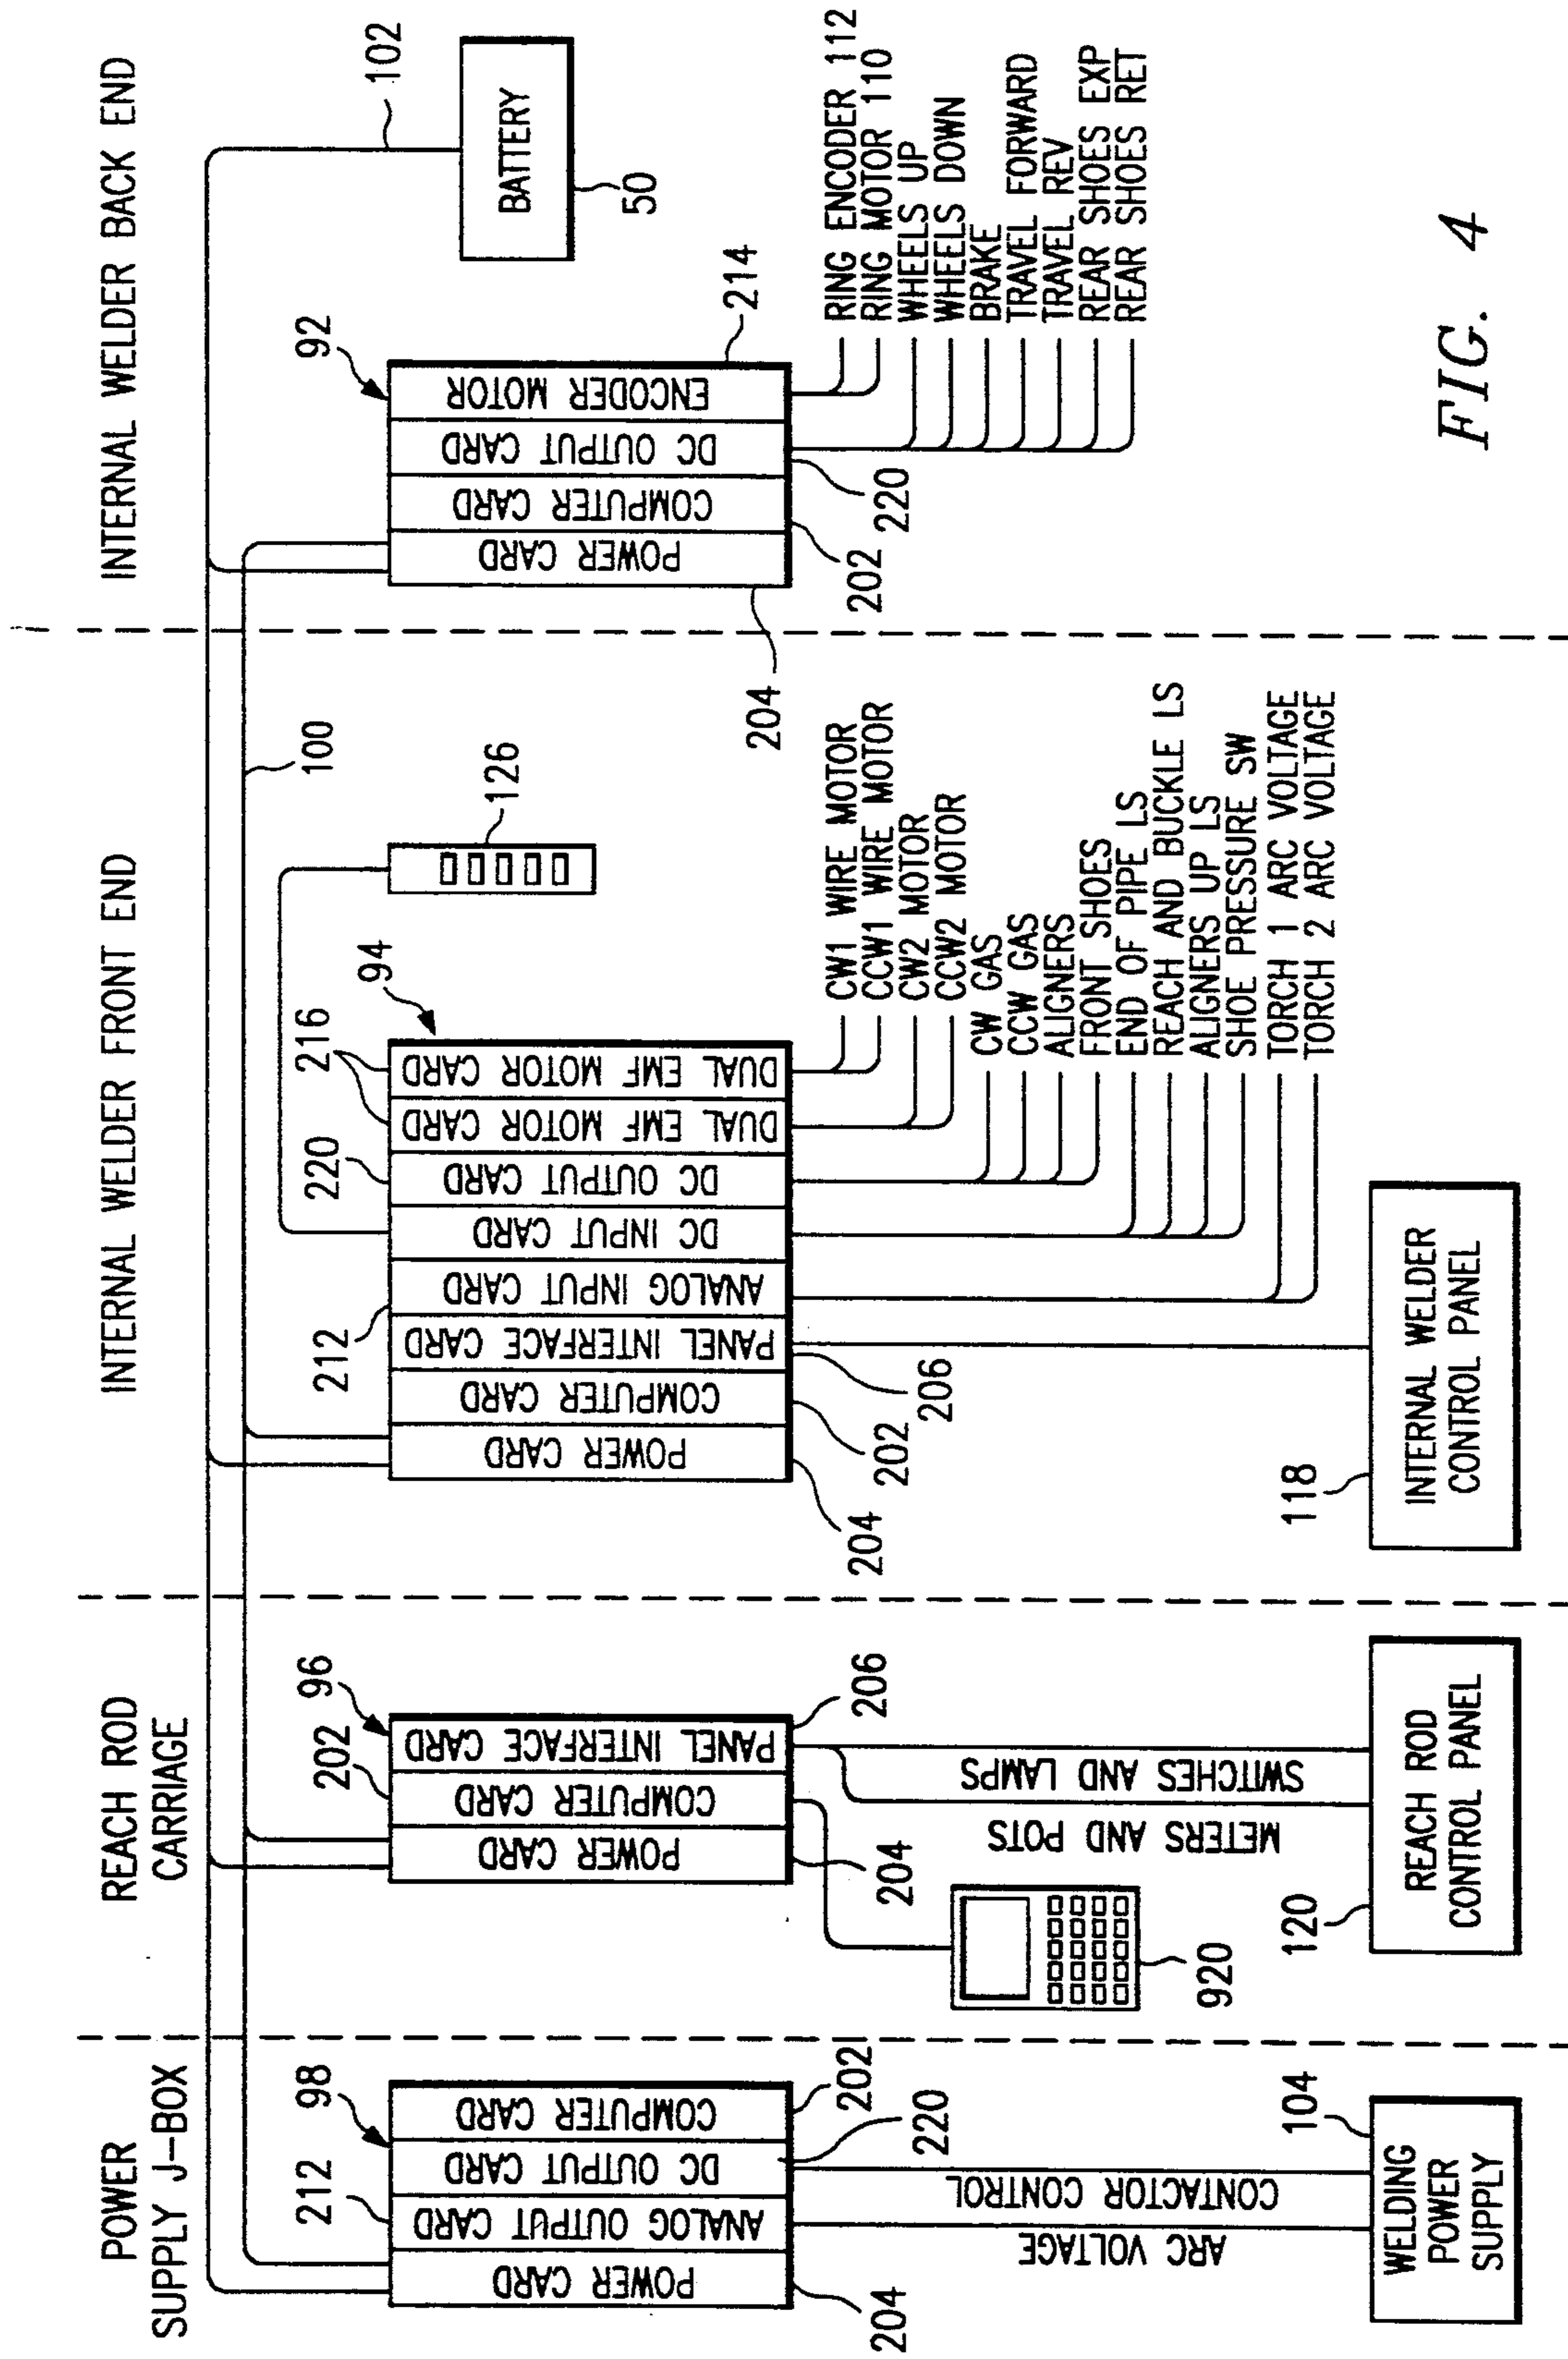 POWER
SUPPLY J-BOX
REACH ROD
CARRIAGE
INTERNAL WELDER FRONT END
INTERNAL WELDER BACK END
102
100
98
212
POWER CARD
ANALOG OUTPUT CARD
DC OUTPUT CARD
COMPUTER CARD
204
202
220
ARC VOLTAGE
CONTACTOR CONTROL
104
WELDING
POWER
SUPPLY
96
202
POWER CARD
COMPUTER CARD
PANEL INTERFACE CARD
206
204
920
METERS AND POTS
SWITCHES AND LAMPS
120
REACH ROD
CONTROL PANEL
94
212
220
216
126
POWER CARD
COMPUTER CARD
PANEL INTERFACE CARD
ANALOG INPUT CARD
DC INPUT CARD
DC OUTPUT CARD
DUAL EMF MOTOR CARD
DUAL EMF MOTOR CARD
204
202
206
CW1 WIRE MOTOR
CCW1 WIRE MOTOR
CW2 MOTOR
CCW2 MOTOR
CW GAS
CCW GAS
ALIGNERS
FRONT SHOES
END OF PIPE LS
REACH AND BUCKLE LS
ALIGNERS UP LS
SHOE PRESSURE SW
TORCH 1 ARC VOLTAGE
TORCH 2 ARC VOLTAGE
118
INTERNAL WELDER
CONTROL PANEL
92
POWER CARD
COMPUTER CARD
DC OUTPUT CARD
ENCODER MOTOR
214
204
202
220
BATTERY
50
RING ENCODER 112
RING MOTOR 110
WHEELS UP
WHEELS DOWN
BRAKE
TRAVEL FORWARD
TRAVEL REV
REAR SHOES EXP
REAR SHOES RET
FIG. 4